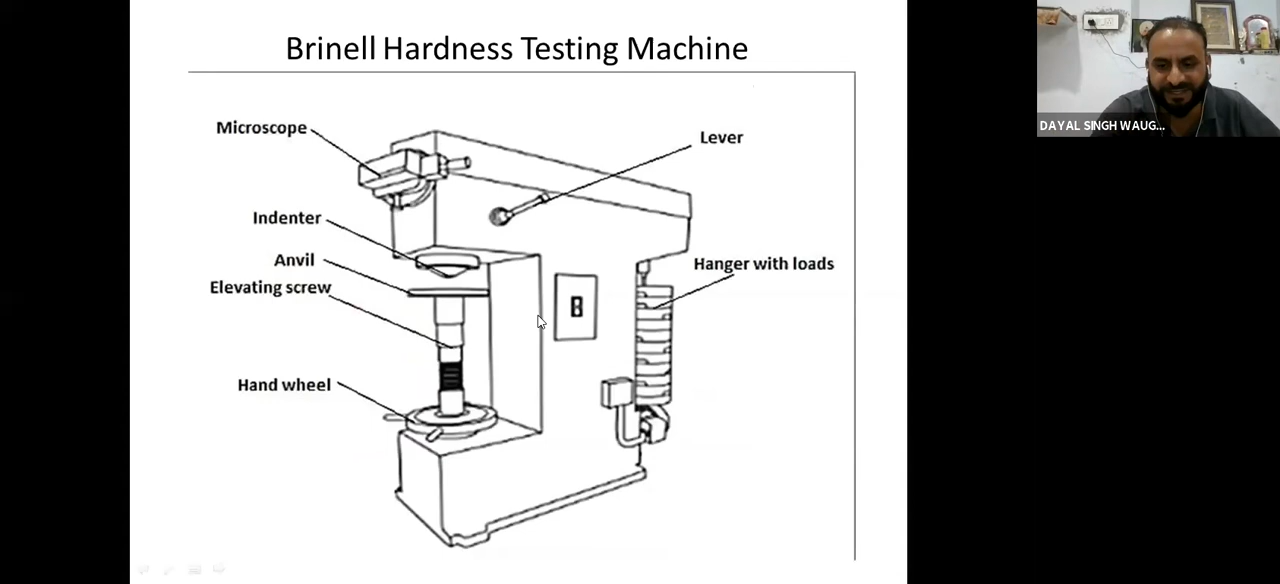 Brinell Hardness Testing Machine
Microscope
Lever
Indenter
Anvil
Hanger with loads
Elevating screw
Hand wheel
DAYAL SINGH WAUG...